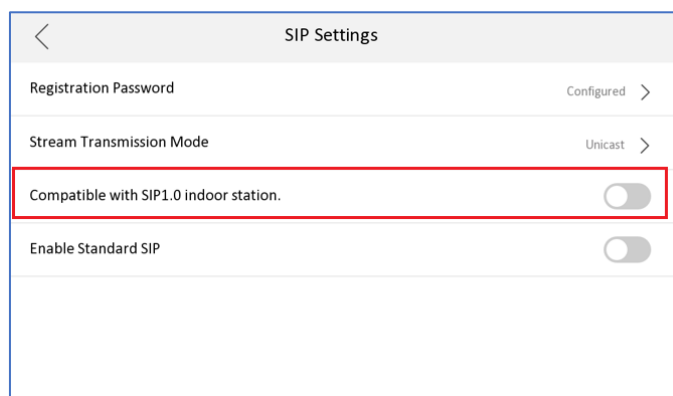 SIP Settings
Registration Password
Configured
Stream Transmission Mode
Unicast
Compatible with SIP1.0 indoor station.
Enable Standard SIP